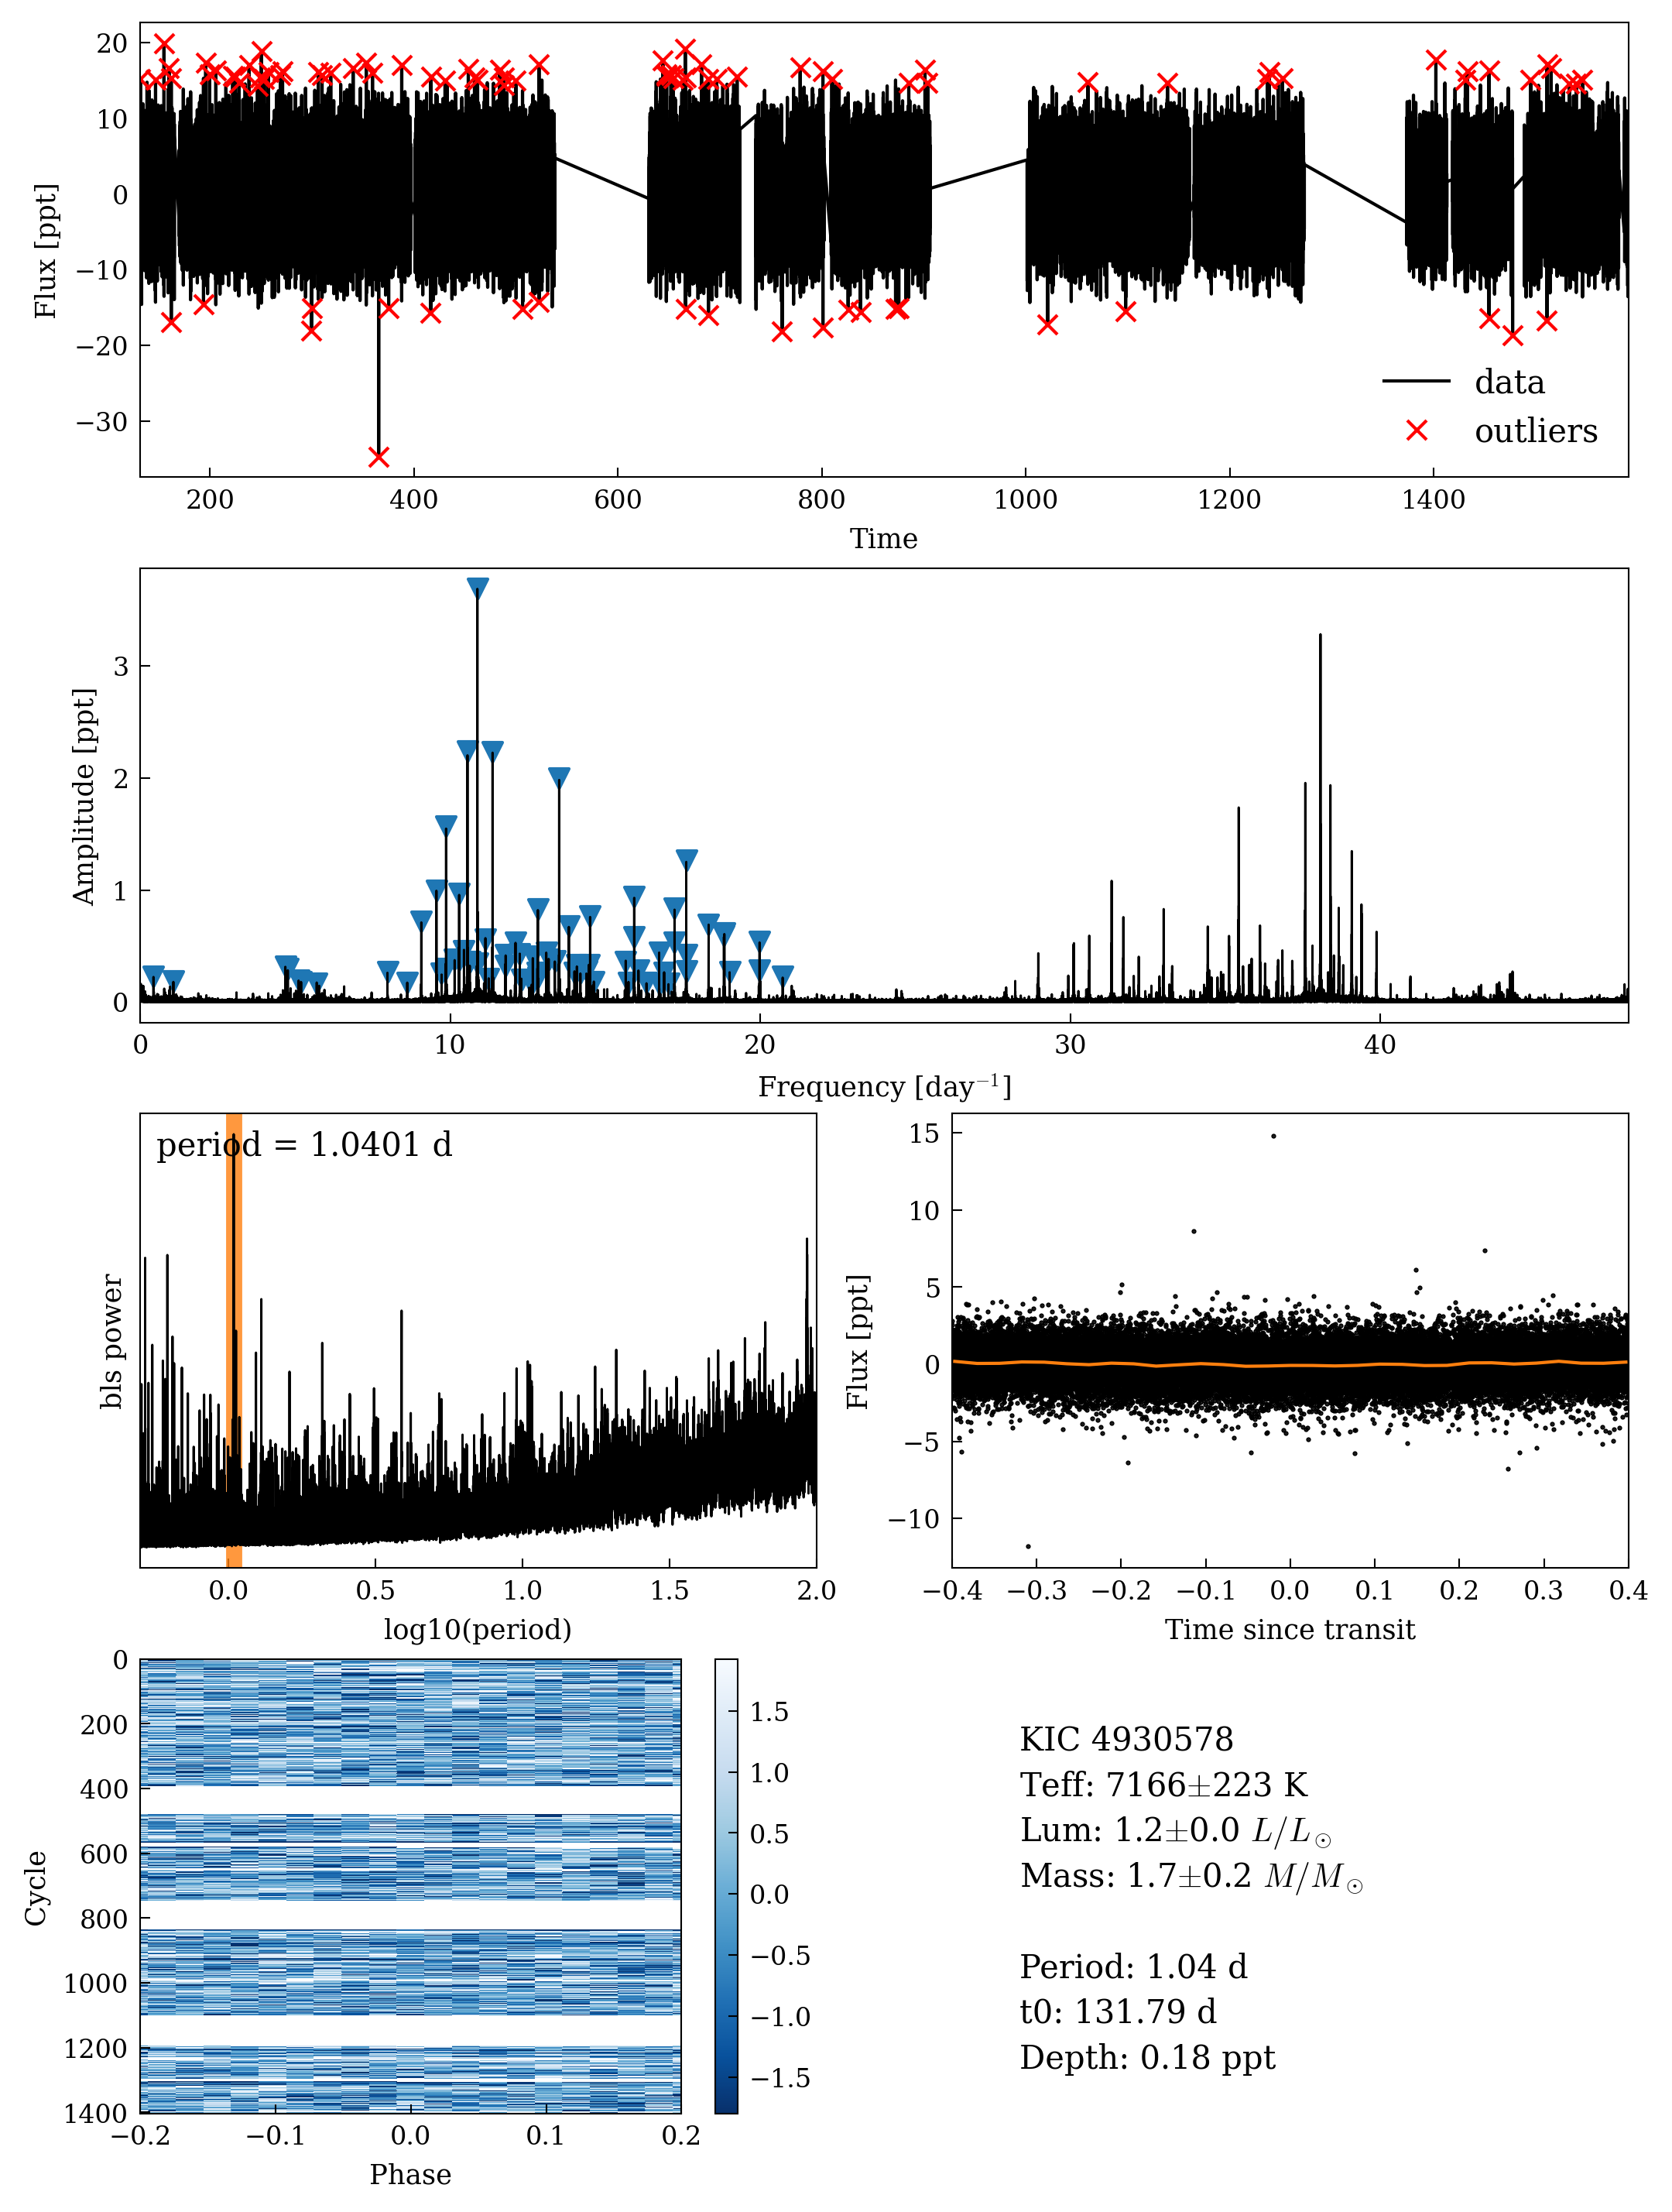 20
10
0
−10
−20
−30
Flux [ppt]
data
outliers
200 400 600 800 1000 1200 1400
Time
3
2
1
0
Amplitude [ppt]
0 10 20 30 40
Frequency [day⁻¹]
period = 1.0401 d
bls power
0.0 0.5 1.0 1.5 2.0
log10(period)
15
10
5
0
−5
−10
Flux [ppt]
−0.4 −0.3 −0.2 −0.1 0.0 0.1 0.2 0.3 0.4
Time since transit
0
200
400
600
800
1000
1200
1400
Cycle
−0.2 −0.1 0.0 0.1 0.2
Phase
1.5
1.0
0.5
0.0
−0.5
−1.0
−1.5
KIC 4930578
Teff: 7166±223 K
Lum: 1.2±0.0 L/L⊙
Mass: 1.7±0.2 M/M⊙
Period: 1.04 d
t0: 131.79 d
Depth: 0.18 ppt